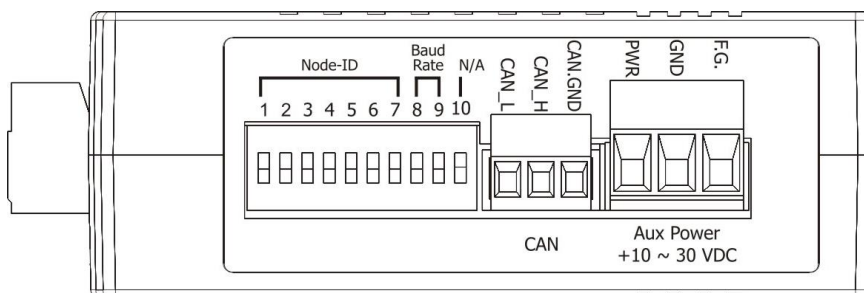 Node-ID
Baud
Rate
N/A
1 2 3 4 5 6 7 8 9 10
CAN_L
CAN_H
CAN.GND
PWR
GND
F.G.
CAN
Aux Power
+10 ~ 30 VDC